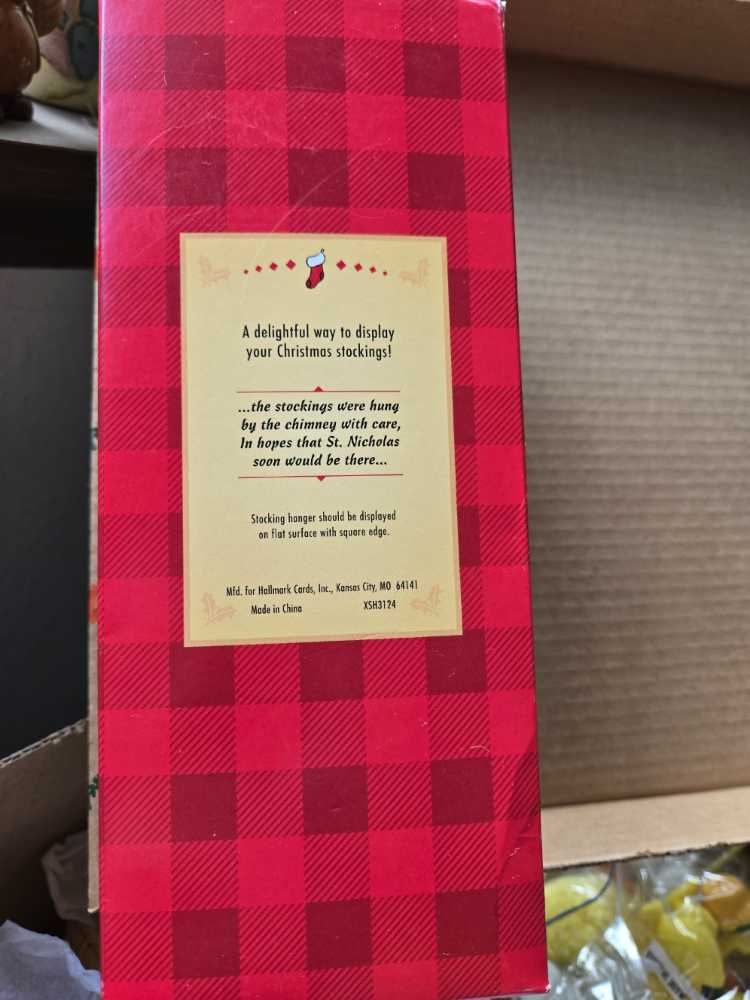 A delightful way to display
your Christmas stockings!
...the stockings were hung
by the chimney with care,
In hopes that St. Nicholas
soon would be there...
Stocking hanger should be displayed
on flat surface with square edge.
Mfd. For Hallmark Cards, Inc., Kansas City, MO 64141
Made in China XSH3124